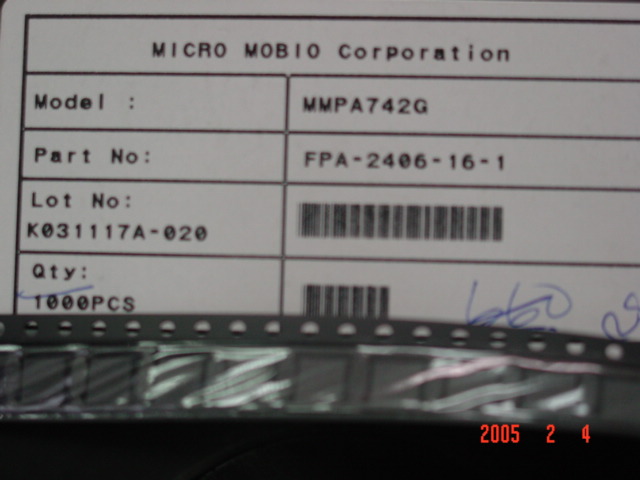 MICRO MOBIO Corporation
Model : MMPA742G
Part No: FPA-2406-16-1
Lot No:
K031117A-020
Qty:
1000PCS
660
2005 2 4